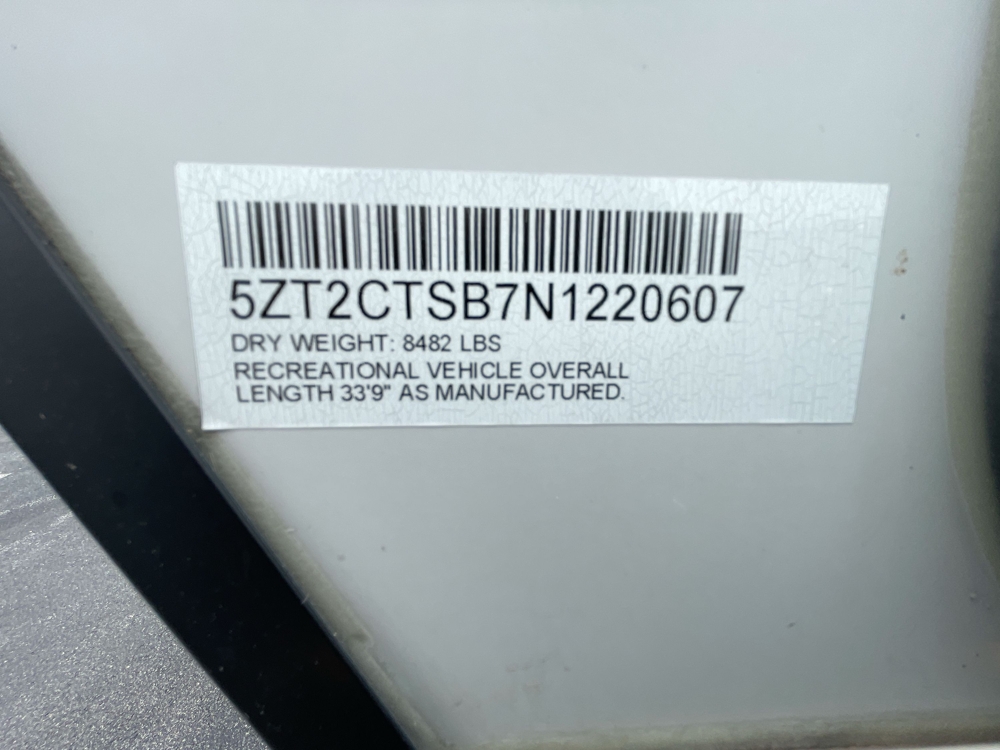 5ZT2CTSB7N1220607
DRY WEIGHT: 8482 LBS
RECREATIONAL VEHICLE OVERALL
LENGTH 33'9" AS MANUFACTURED.